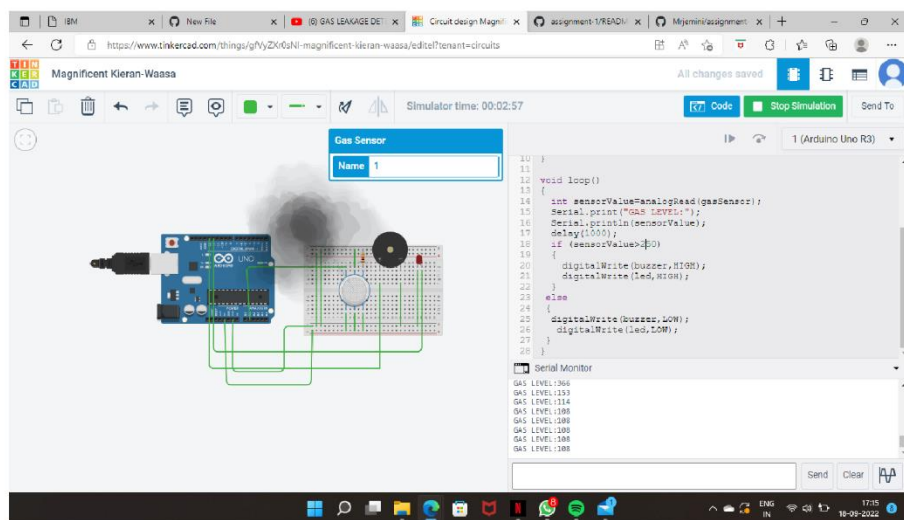 IBM
New File
(6) GAS LEAKAGE DET
Circuit design Magnifi
assignment-1/READM
Mrjemini/assignment
https://www.tinkercad.com/things/gfVyZXr0sNi-magnificent-kieran-waasa/editel?tenant=circuits
TIN
KER
CAD
Magnificent Kieran-Waasa
All changes saved
Simulator time: 00:02:57
Code
Stop Simulation
Send To
Gas Sensor
Name 1
1 (Arduino Uno R3)
10 }
11
12 void loop()
13 {
14 int sensorValue=analogRead(gasSensor);
15 Serial.print("GAS LEVEL:");
16 Serial.println(sensorValue);
17 delay(1000);
18 if (sensorValue>250)
19 {
20 digitalWrite(buzzer,HIGH);
21 digitalWrite(led,HIGH);
22 }
23 else
24 {
25 digitalWrite(buzzer,LOW);
26 digitalWrite(led,LOW);
27 }
28 }
UNO
ARDUINO
Serial Monitor
GAS LEVEL:366
GAS LEVEL:153
GAS LEVEL:114
GAS LEVEL:108
GAS LEVEL:108
GAS LEVEL:108
GAS LEVEL:108
GAS LEVEL:108
Send
Clear
ENG
IN
17:15
18-09-2022